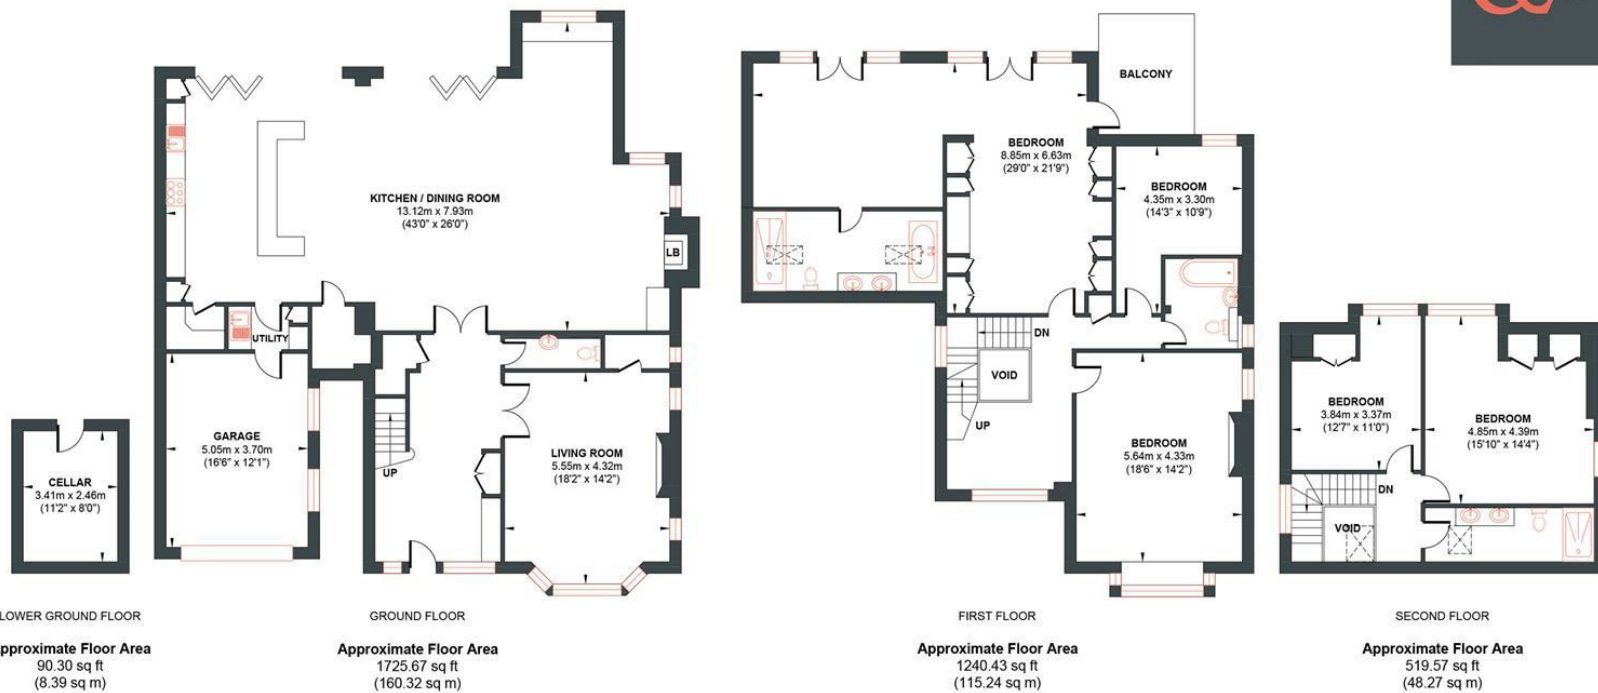 CELLAR
3.41m x 2.46m
(11'2" x 8'0")
LOWER GROUND FLOOR
Approximate Floor Area
90.30 sq ft
(8.39 sq m)
KITCHEN / DINING ROOM
13.12m x 7.93m
(43'0" x 26'0")
LB
UTILITY
GARAGE
5.05m x 3.70m
(16'6" x 12'1")
UP
LIVING ROOM
5.55m x 4.32m
(18'2" x 14'2")
GROUND FLOOR
Approximate Floor Area
1725.67 sq ft
(160.32 sq m)
BALCONY
BEDROOM
8.85m x 6.63m
(29'0" x 21'9")
BEDROOM
4.35m x 3.30m
(14'3" x 10'9")
DN
VOID
UP
BEDROOM
5.64m x 4.33m
(18'6" x 14'2")
FIRST FLOOR
Approximate Floor Area
1240.43 sq ft
(115.24 sq m)
BEDROOM
3.84m x 3.37m
(12'7" x 11'0")
BEDROOM
4.85m x 4.39m
(15'10" x 14'4")
DN
VOID
SECOND FLOOR
Approximate Floor Area
519.57 sq ft
(48.27 sq m)